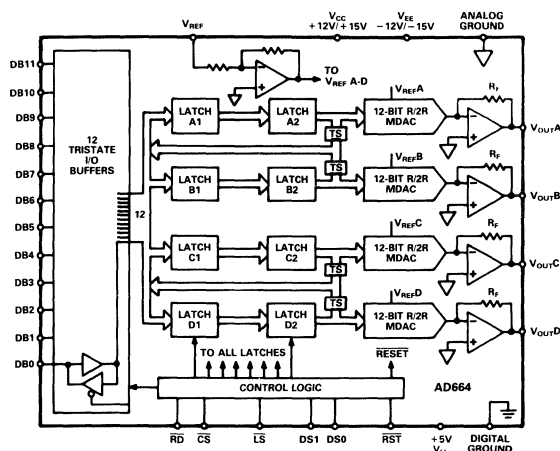 VREF
VCC
+12V/+15V
VEE
-12V/-15V
ANALOG
GROUND
DB11
DB10
DB9
DB8
DB7
DB6
DB5
DB4
DB3
DB2
DB1
DB0
12
TRISTATE
I/O
BUFFERS
12
TO
VREF A-D
LATCH
A1
LATCH
A2
TS
VREFA
12-BIT R/2R
MDAC
RF
VOUTA
TS
LATCH
B1
LATCH
B2
VREFB
12-BIT R/2R
MDAC
RF
VOUTB
LATCH
C1
LATCH
C2
TS
VREFC
12-BIT R/2R
MDAC
RF
VOUTC
TS
LATCH
D1
LATCH
D2
VREFD
12-BIT R/2R
MDAC
RF
VOUTD
TO ALL LATCHES
RESET
CONTROL LOGIC
AD664
RD
CS
LS
DS1
DS0
RST
+5V
DIGITAL
GROUND